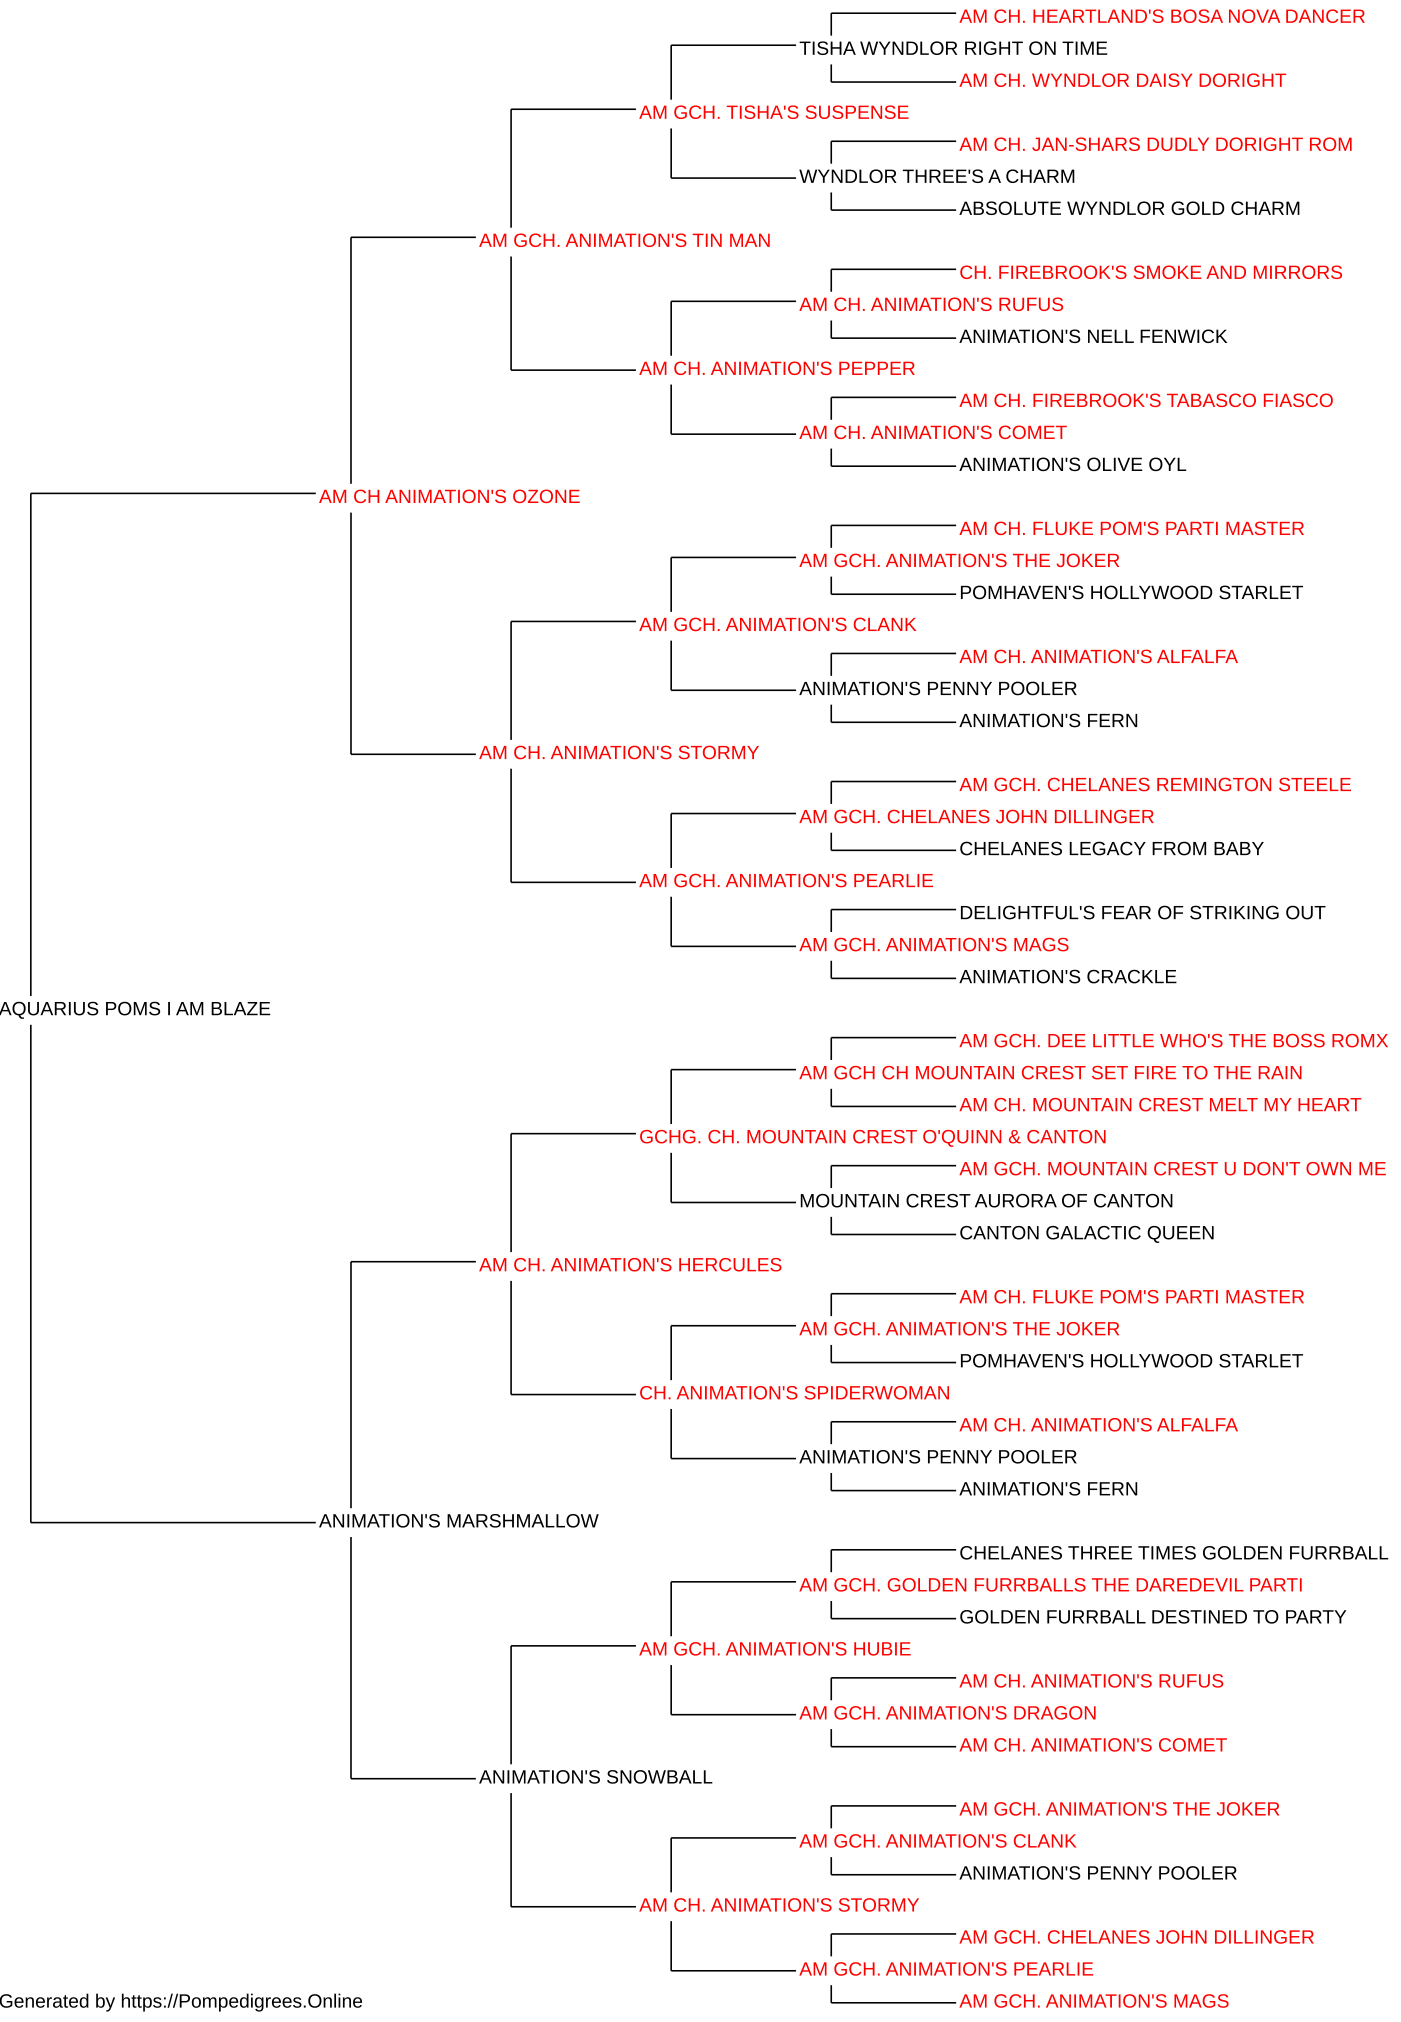 AM CH. HEARTLAND'S BOSA NOVA DANCER
TISHA WYNDLOR RIGHT ON TIME
AM CH. WYNDLOR DAISY DORIGHT
AM GCH. TISHA'S SUSPENSE
AM CH. JAN-SHARS DUDLY DORIGHT ROM
WYNDLOR THREE'S A CHARM
ABSOLUTE WYNDLOR GOLD CHARM
AM GCH. ANIMATION'S TIN MAN
CH. FIREBROOK'S SMOKE AND MIRRORS
AM CH. ANIMATION'S RUFUS
ANIMATION'S NELL FENWICK
AM CH. ANIMATION'S PEPPER
AM CH. FIREBROOK'S TABASCO FIASCO
AM CH. ANIMATION'S COMET
ANIMATION'S OLIVE OYL
AM CH ANIMATION'S OZONE
AM CH. FLUKE POM'S PARTI MASTER
AM GCH. ANIMATION'S THE JOKER
POMHAVEN'S HOLLYWOOD STARLET
AM GCH. ANIMATION'S CLANK
AM CH. ANIMATION'S ALFALFA
ANIMATION'S PENNY POOLER
ANIMATION'S FERN
AM CH. ANIMATION'S STORMY
AM GCH. CHELANES REMINGTON STEELE
AM GCH. CHELANES JOHN DILLINGER
CHELANES LEGACY FROM BABY
AM GCH. ANIMATION'S PEARLIE
DELIGHTFUL'S FEAR OF STRIKING OUT
AM GCH. ANIMATION'S MAGS
ANIMATION'S CRACKLE
AQUARIUS POMS I AM BLAZE
AM GCH. DEE LITTLE WHO'S THE BOSS ROMX
AM GCH CH MOUNTAIN CREST SET FIRE TO THE RAIN
AM CH. MOUNTAIN CREST MELT MY HEART
GCHG. CH. MOUNTAIN CREST O'QUINN & CANTON
AM GCH. MOUNTAIN CREST U DON'T OWN ME
MOUNTAIN CREST AURORA OF CANTON
CANTON GALACTIC QUEEN
AM CH. ANIMATION'S HERCULES
AM CH. FLUKE POM'S PARTI MASTER
AM GCH. ANIMATION'S THE JOKER
POMHAVEN'S HOLLYWOOD STARLET
CH. ANIMATION'S SPIDERWOMAN
AM CH. ANIMATION'S ALFALFA
ANIMATION'S PENNY POOLER
ANIMATION'S FERN
ANIMATION'S MARSHMALLOW
CHELANES THREE TIMES GOLDEN FURRBALL
AM GCH. GOLDEN FURRBALLS THE DAREDEVIL PARTI
GOLDEN FURRBALL DESTINED TO PARTY
AM GCH. ANIMATION'S HUBIE
AM CH. ANIMATION'S RUFUS
AM GCH. ANIMATION'S DRAGON
AM CH. ANIMATION'S COMET
ANIMATION'S SNOWBALL
AM GCH. ANIMATION'S THE JOKER
AM GCH. ANIMATION'S CLANK
ANIMATION'S PENNY POOLER
AM CH. ANIMATION'S STORMY
AM GCH. CHELANES JOHN DILLINGER
AM GCH. ANIMATION'S PEARLIE
AM GCH. ANIMATION'S MAGS
Generated by https://Pompedigrees.Online